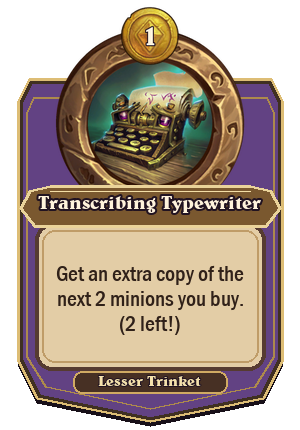 1
Transcribing Typewriter
Get an extra copy of the
next 2 minions you buy.
(2 left!)
Lesser Trinket